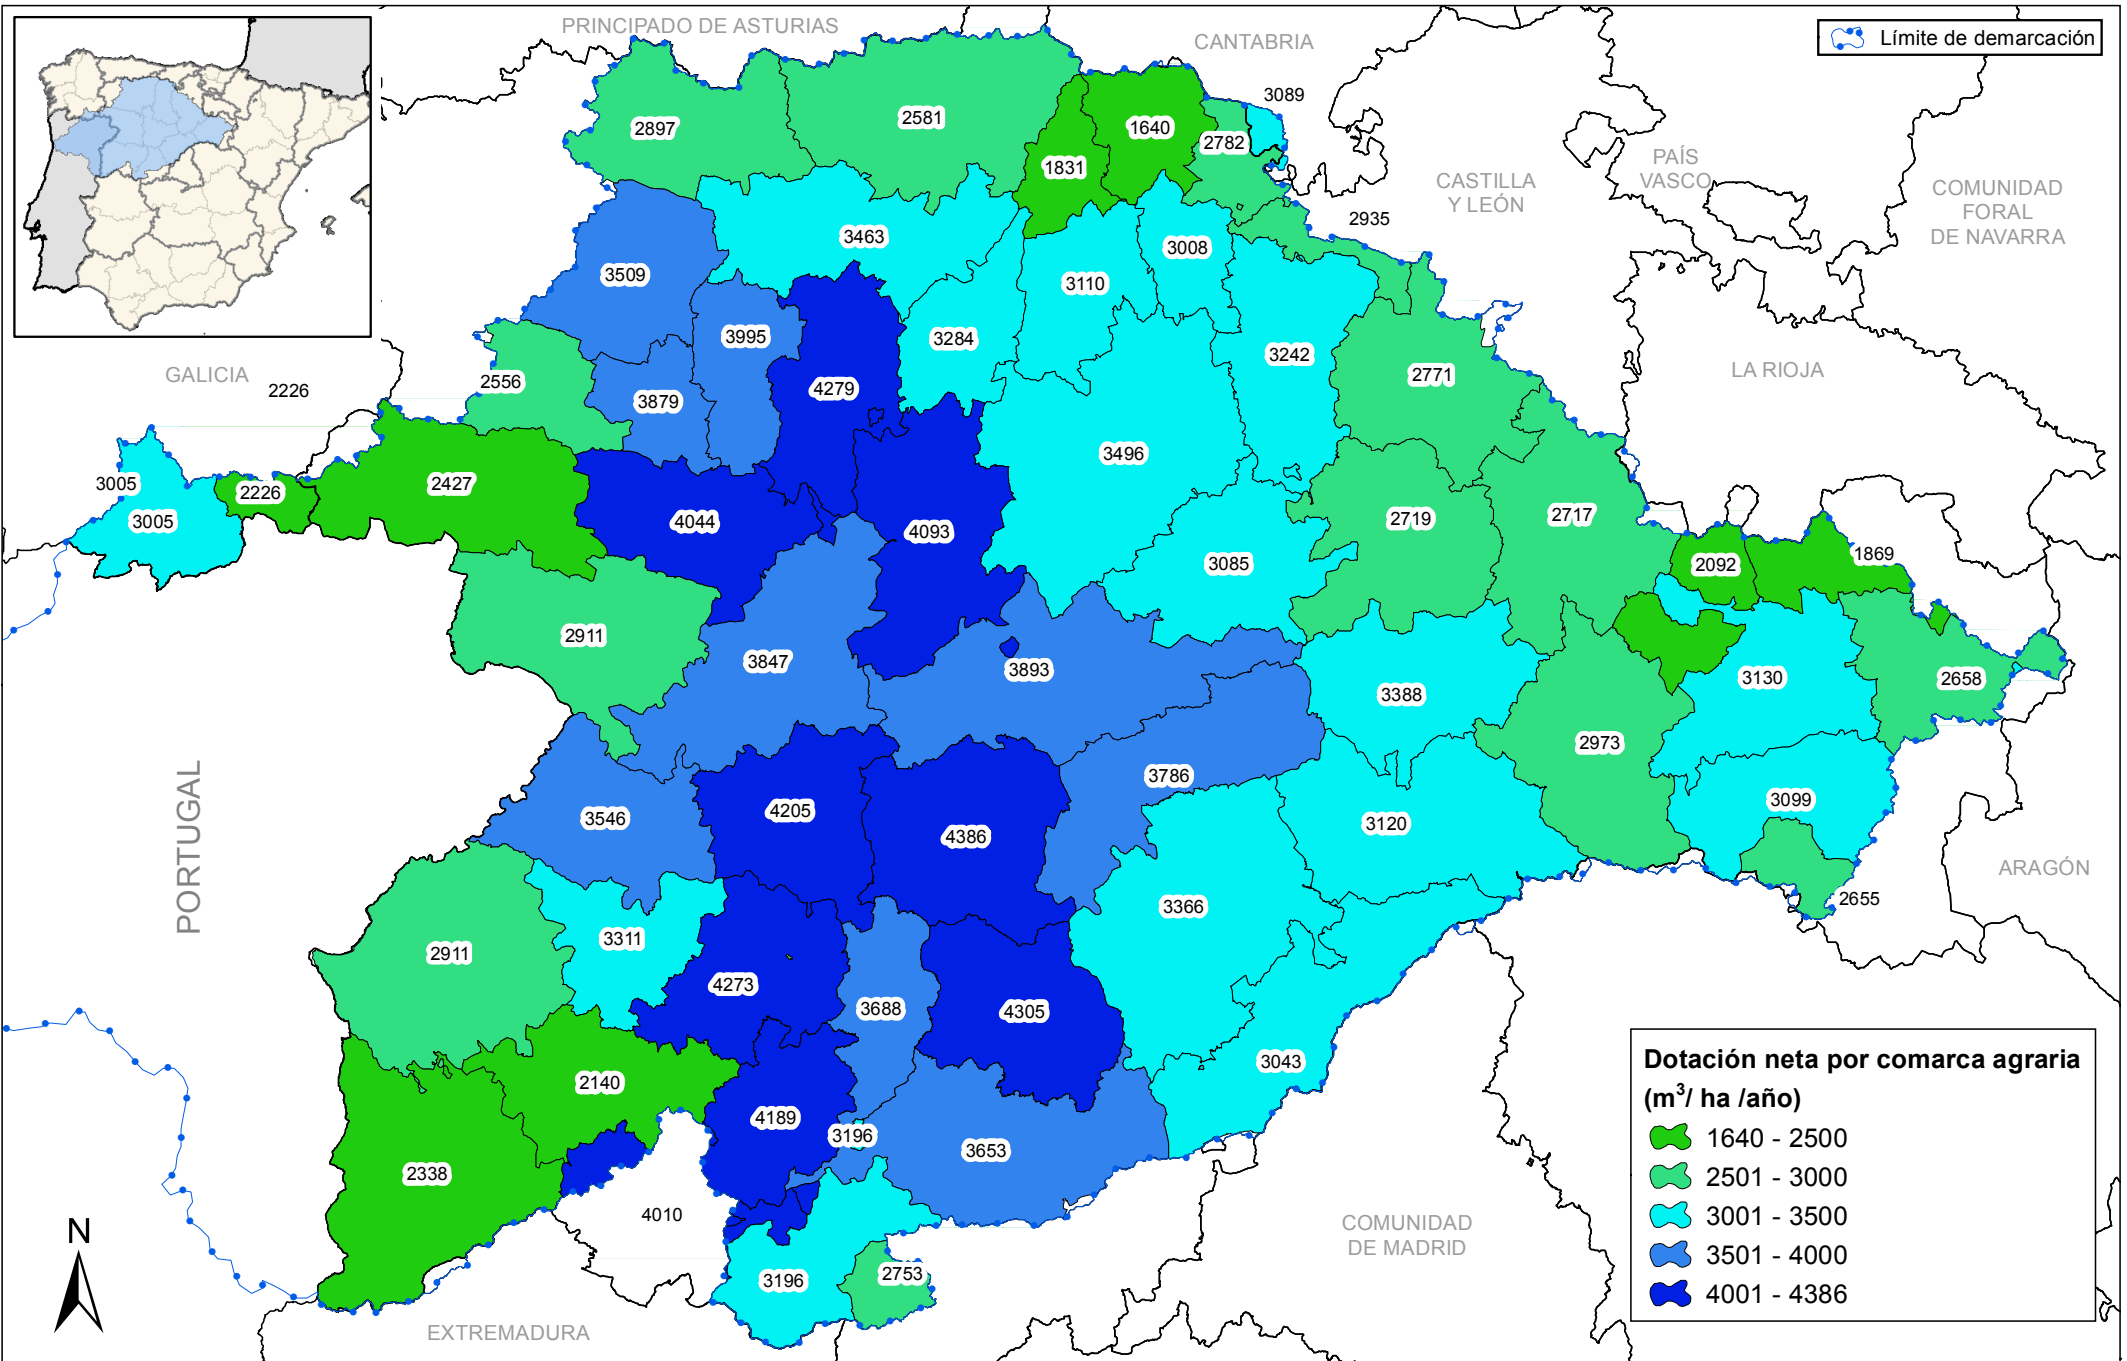 PRINCIPADO DE ASTURIAS
CANTABRIA
Límite de demarcación
3089
2897
2581
1640
2782
1831
PAÍS
VASCO
CASTILLA
Y LEÓN
COMUNIDAD
FORAL
DE NAVARRA
2935
3463
3008
3509
3110
3995
3284
3242
GALICIA
2226
2556
3879
4279
2771
LA RIOJA
3496
3005
2226
2427
3005
4044
4093
2719
2717
3085
2092
1869
2911
3847
3893
3388
3130
2658
2973
3786
PORTUGAL
3546
4205
4386
3120
3099
ARAGÓN
2655
3366
2911
3311
4273
3688
4305
3043
2140
4189
3196
3653
2338
4010
COMUNIDAD
DE MADRID
3196
2753
EXTREMADURA
N
Dotación neta por comarca agraria
(m³/ ha /año)
1640 - 2500
2501 - 3000
3001 - 3500
3501 - 4000
4001 - 4386